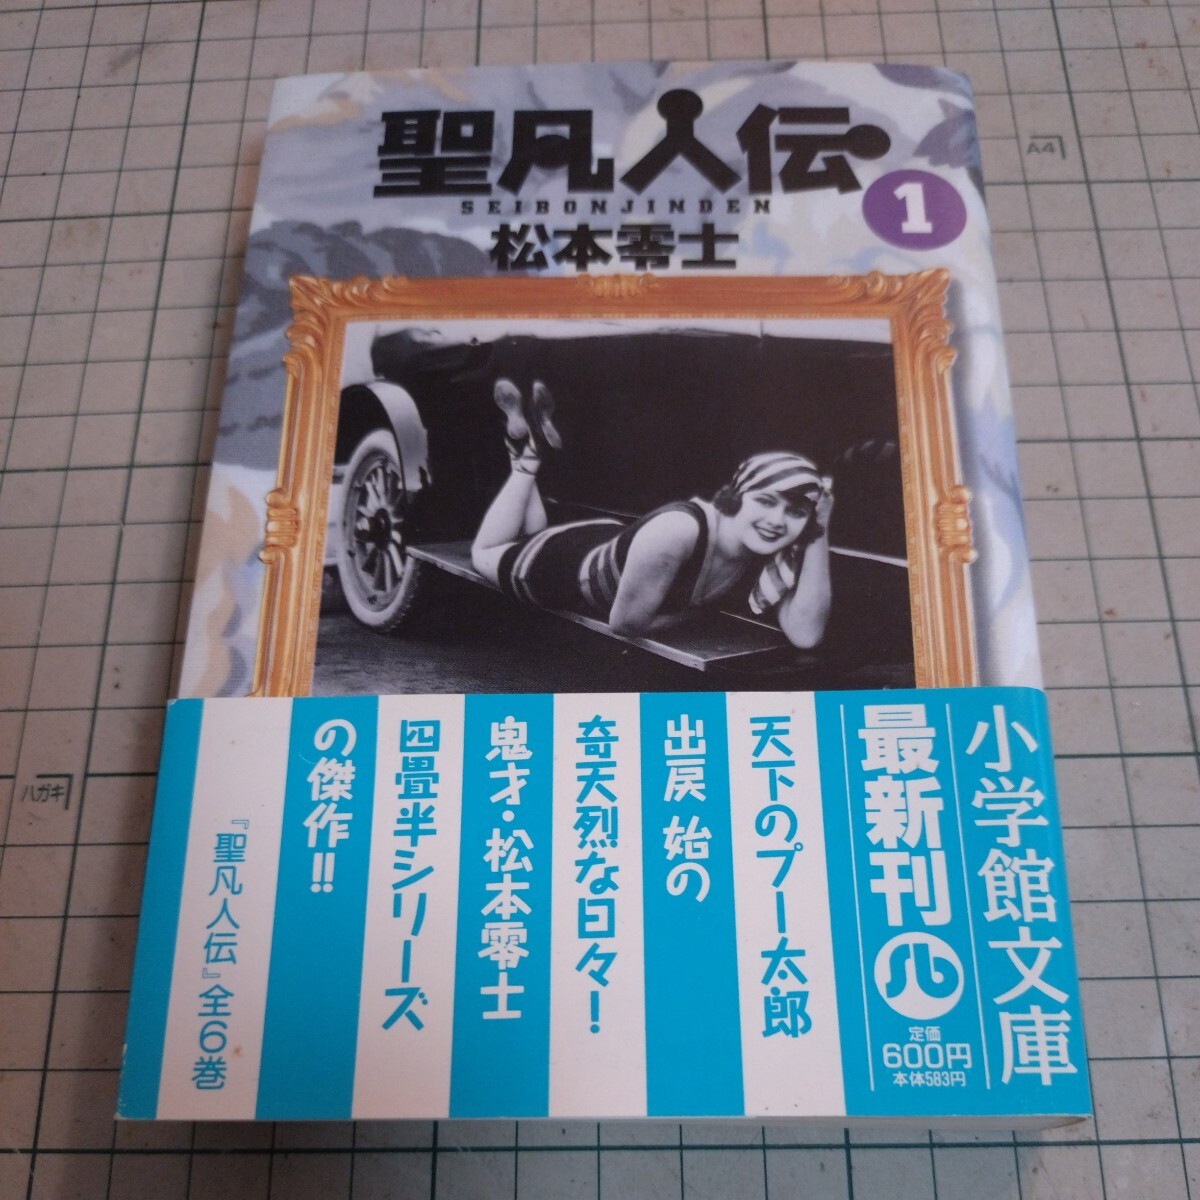 聖凡人伝
SEIBONJINDEN
1
松本零士
小学館文庫
最新刊
定価
600円
本体583円
天下のプー太郎
出戻 始の
奇天烈な日々!
鬼才・松本零士
四畳半シリーズ
の傑作!!
『聖凡人伝』全6巻
A4
ハガキ